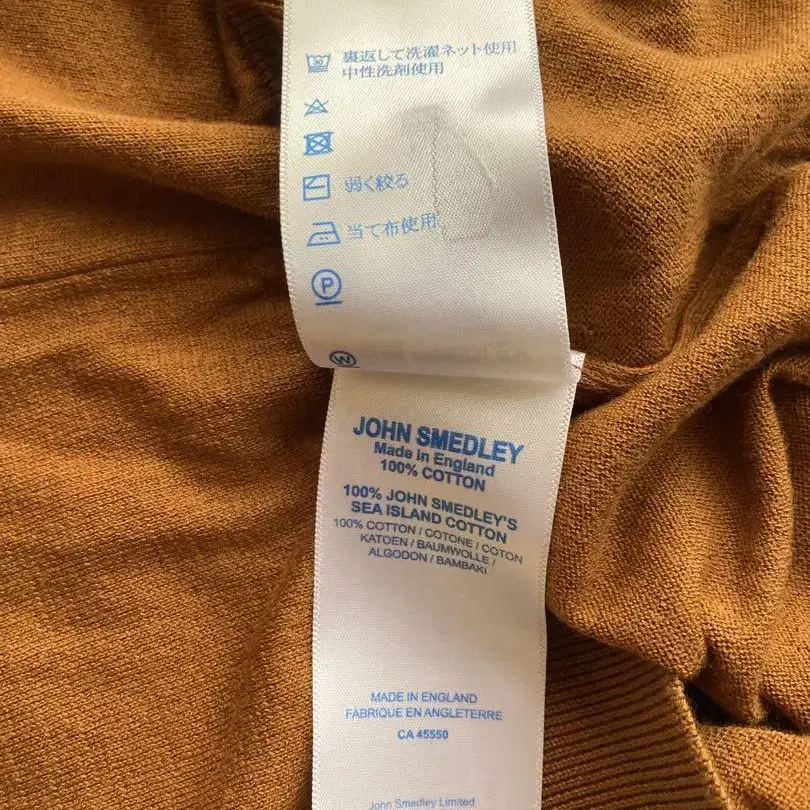 30
裏返して洗濯ネット使用
中性洗剤使用
弱く絞る
当て布使用
P
W
JOHN SMEDLEY
Made in England
100% COTTON
100% JOHN SMEDLEY'S
SEA ISLAND COTTON
100% COTTON / COTONE / COTON
KATOEN / BAUMWOLLE /
ALGODON / BAMBAKI
MADE IN ENGLAND
FABRIQUE EN ANGLETERRE
CA 45550
John Smedley Limited